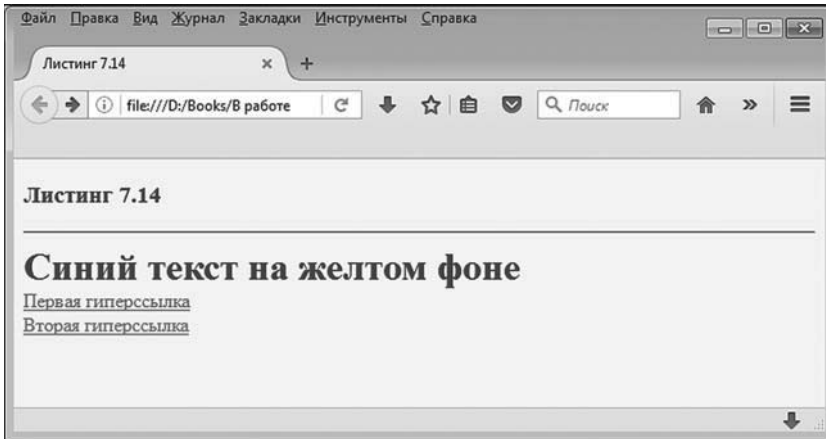 Файл Правка Вид Журнал Закладки Инструменты Справка
Листинг 7.14
file:///D:/Books/В работе
Поиск
Листинг 7.14
Синий текст на желтом фоне
Первая гиперссылка
Вторая гиперссылка